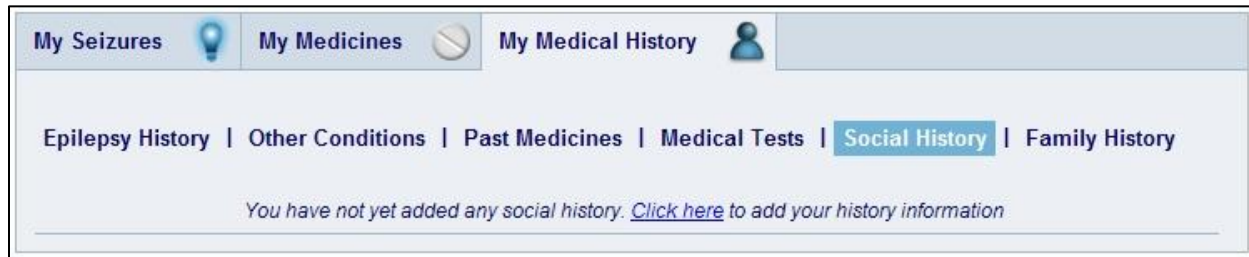 My Seizures My Medicines My Medical History
Epilepsy History | Other Conditions | Past Medicines | Medical Tests | Social History | Family History
You have not yet added any social history. Click here to add your history information